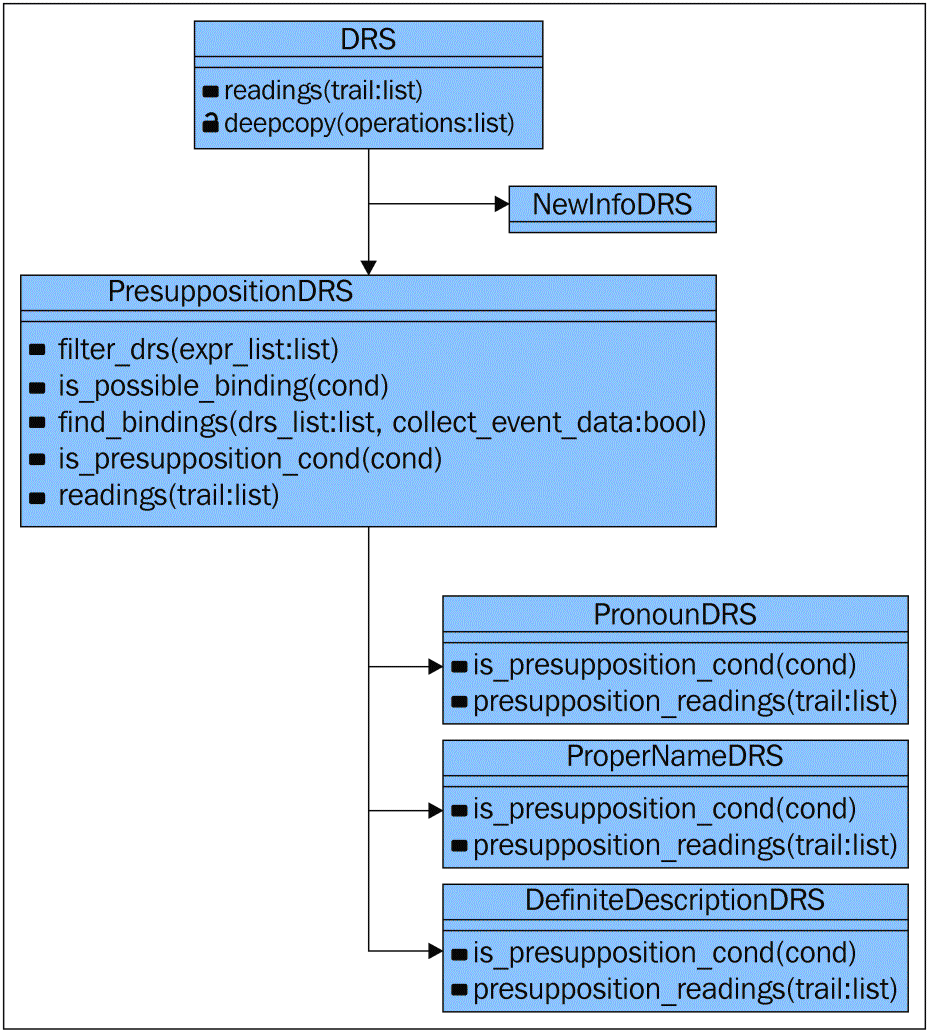 DRS
readings(trail:list)
deepcopy(operations:list)
NewInfoDRS
PresuppositionDRS
filter_drs(expr_list:list)
is_possible_binding(cond)
find_bindings(drs_list:list, collect_event_data:bool)
is_presupposition_cond(cond)
readings(trail:list)
PronounDRS
is_presupposition_cond(cond)
presupposition_readings(trail:list)
ProperNameDRS
is_presupposition_cond(cond)
presupposition_readings(trail:list)
DefiniteDescriptionDRS
is_presupposition_cond(cond)
presupposition_readings(trail:list)